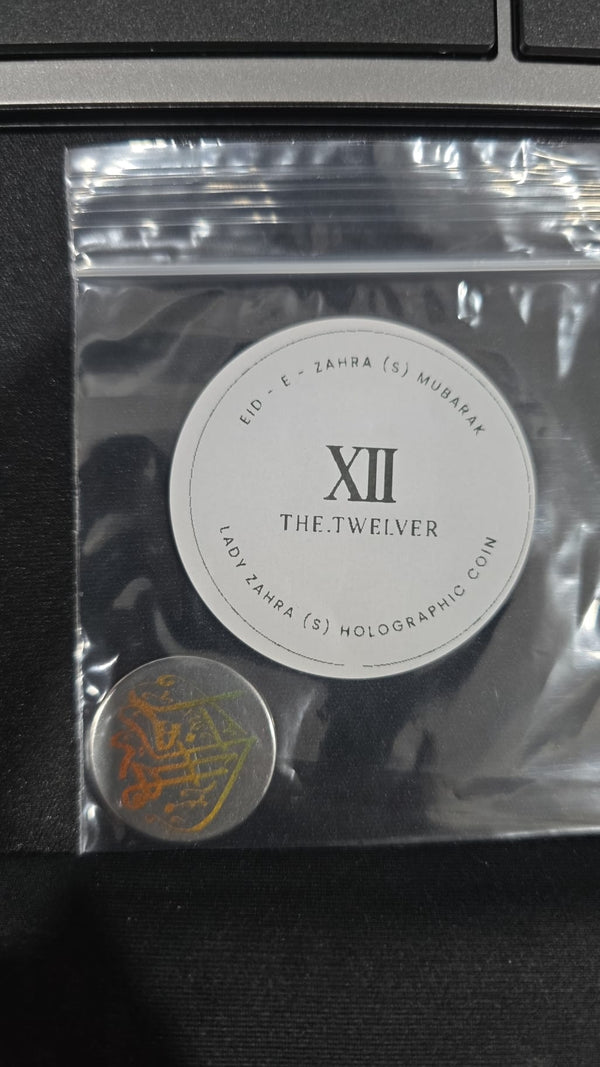 EID - E - ZAHRA (S) MUBARAK
XII
THE.TWELVER
LADY ZAHRA (S) HOLOGRAPHIC COIN